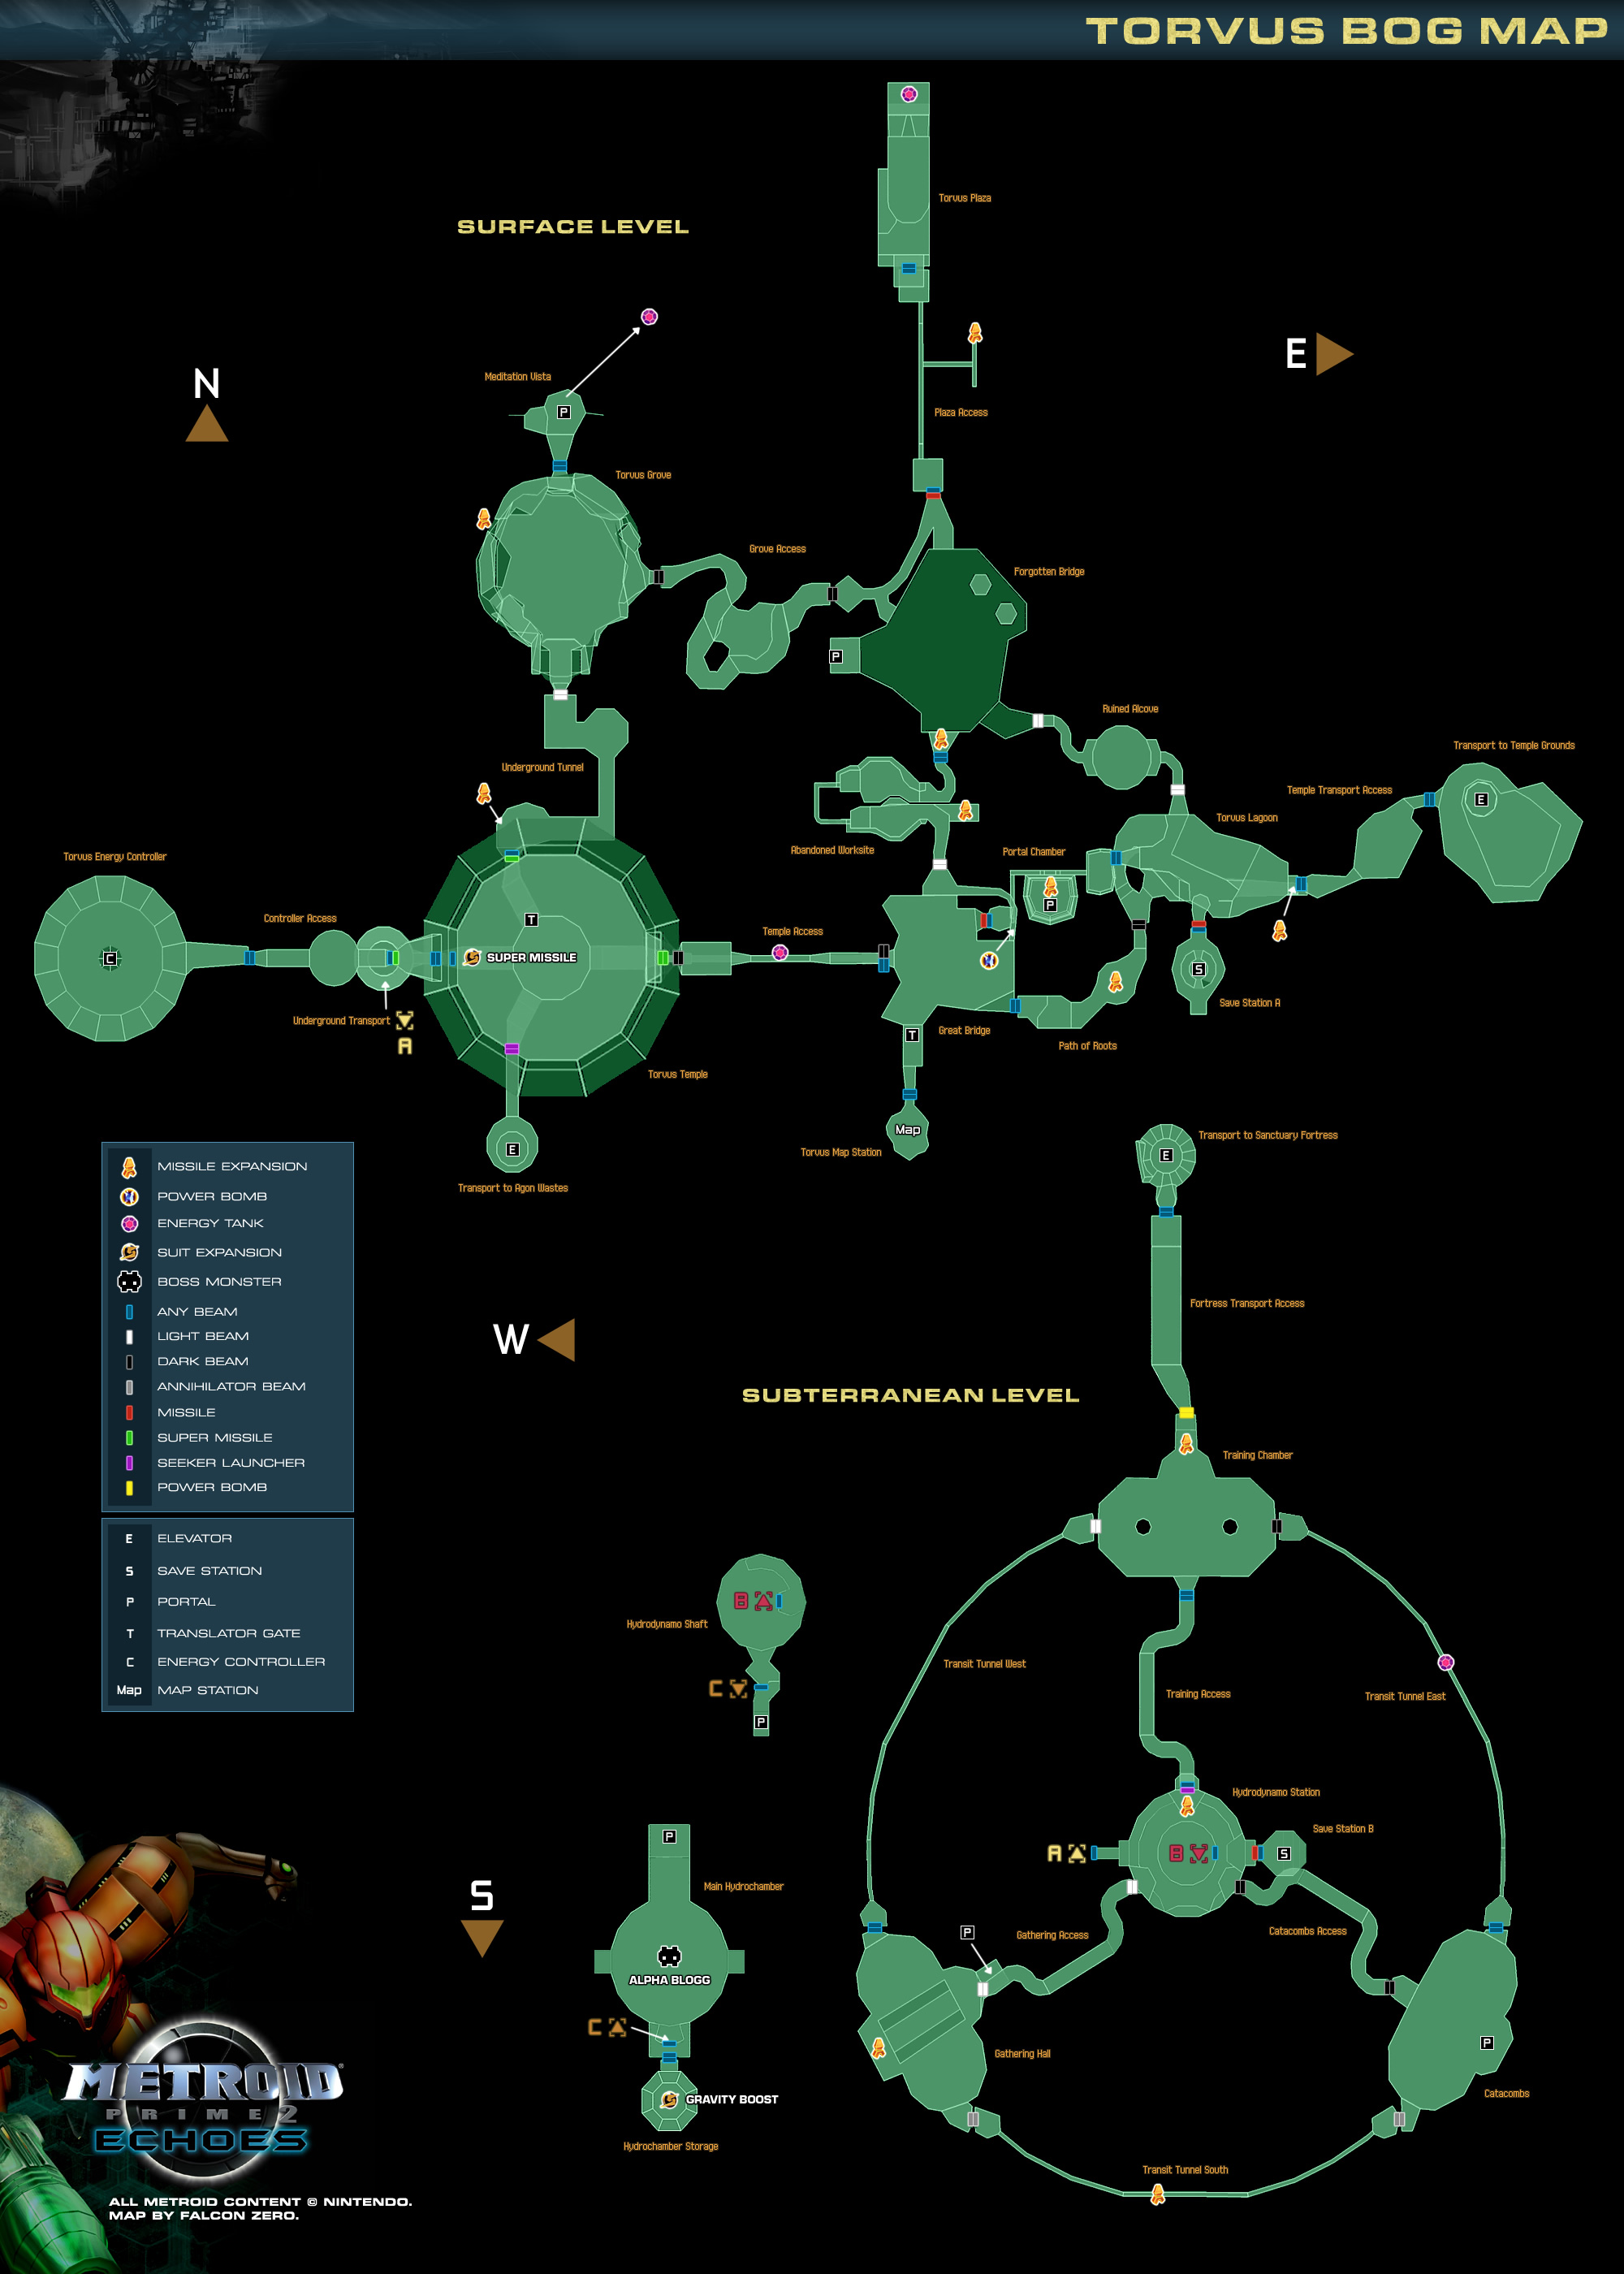 TORVUS BOG MAP
Torvus Plaza
SURFACE LEVEL
E
N
Meditation Vista
P
Plaza Access
Torvus Grove
Grove Access
Forgotten Bridge
P
Ruined Alcove
Transport to Temple Grounds
Underground Tunnel
Temple Transport Access
E
Torvus Lagoon
Abandoned Worksite
Portal Chamber
Torvus Energy Controller
P
Controller Access
T
Temple Access
C
SUPER MISSILE
S
Save Station A
Underground Transport
A
Great Bridge
T
Path of Roots
Torvus Temple
Map
Torvus Map Station
E
Transport to Agon Wastes
Transport to Sanctuary Fortress
E
MISSILE EXPANSION
POWER BOMB
ENERGY TANK
SUIT EXPANSION
BOSS MONSTER
ANY BEAM
LIGHT BEAM
DARK BEAM
ANNIHILATOR BEAM
MISSILE
SUPER MISSILE
SEEKER LAUNCHER
POWER BOMB
E ELEVATOR
S SAVE STATION
P PORTAL
T TRANSLATOR GATE
C ENERGY CONTROLLER
Map MAP STATION
Fortress Transport Access
W
SUBTERRANEAN LEVEL
Training Chamber
B
Hydrodynamo Shaft
C
P
Transit Tunnel West
Training Access
Transit Tunnel East
Hydrodynamo Station
Save Station B
A
B
S
P
Main Hydrochamber
S
ALPHA BLOGG
C
GRAVITY BOOST
Hydrochamber Storage
P
Gathering Access
Catacombs Access
P
Gathering Hall
Catacombs
Transit Tunnel South
METROID®
PRIME 2
ECHOES
ALL METROID CONTENT © NINTENDO.
MAP BY FALCON ZERO.